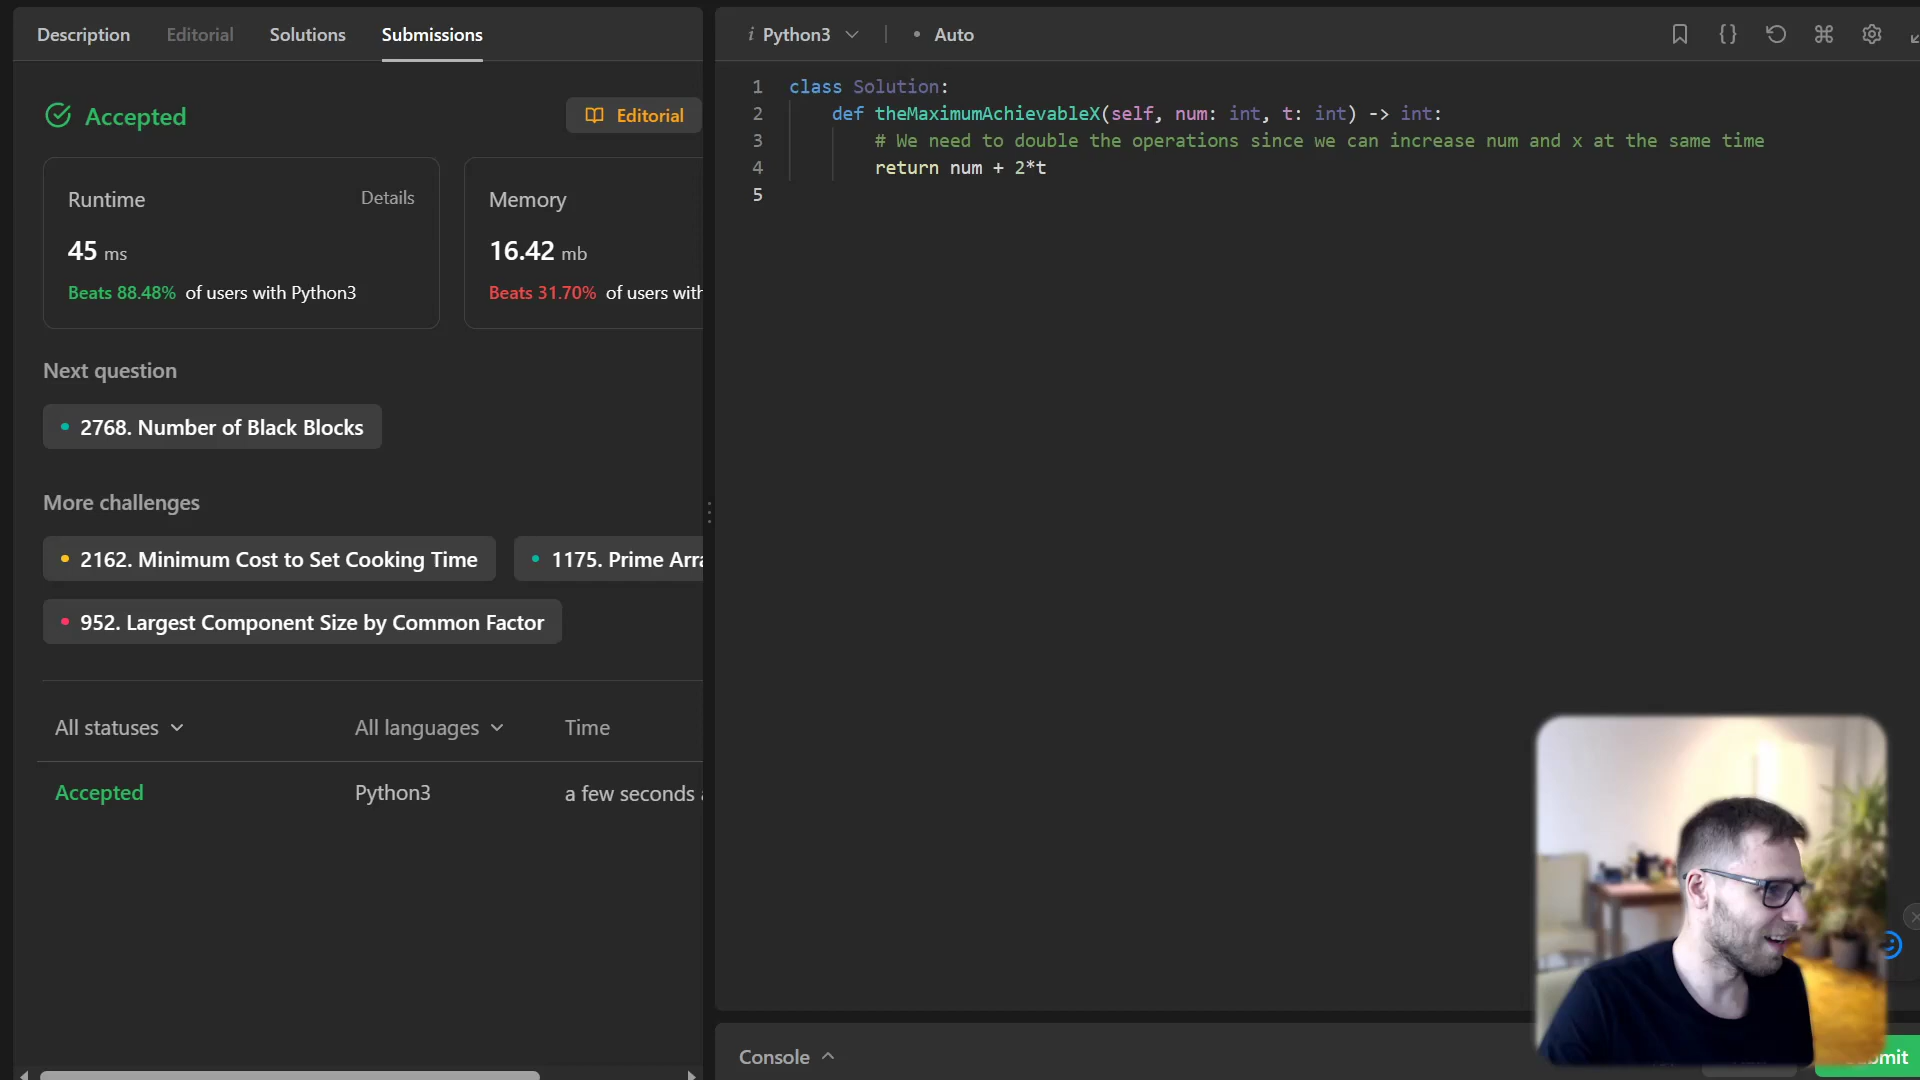 Description Editorial Solutions Submissions
Accepted
Editorial
Runtime Details
45 ms
Beats 88.48% of users with Python3
Memory
16.42 mb
Beats 31.70% of users with
Next question
2768. Number of Black Blocks
More challenges
2162. Minimum Cost to Set Cooking Time
1175. Prime Arra
952. Largest Component Size by Common Factor
All statuses All languages Time
Accepted Python3 a few seconds
i Python3 Auto
1 class Solution:
2 def theMaximumAchievableX(self, num: int, t: int) -> int:
3 # We need to double the operations since we can increase num and x at the same time
4 return num + 2*t
5
Console